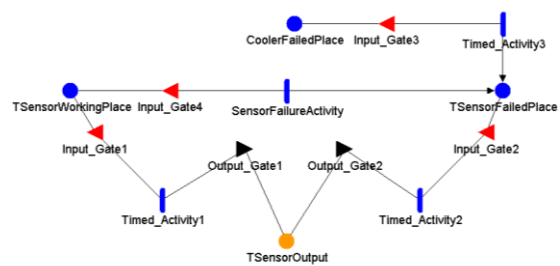 CoolerFailedPlace
Input_Gate3
Timed_Activity3
TSensorWorkingPlace
Input_Gate4
SensorFailureActivity
TSensorFailedPlace
Input_Gate1
Output_Gate1
Output_Gate2
Input_Gate2
Timed_Activity1
Timed_Activity2
TSensorOutput